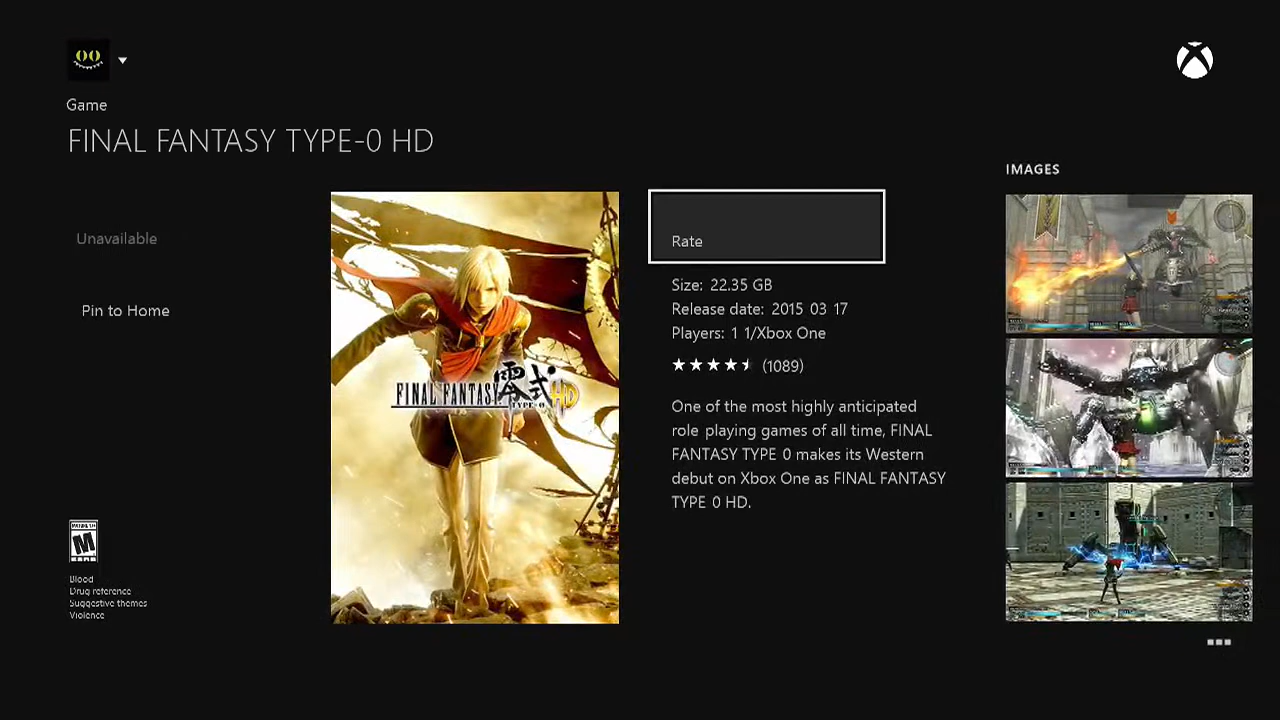 Game
FINAL FANTASY TYPE-0 HD
IMAGES
Unavailable
Pin to Home
Rate
Size: 22.35 GB
Release date: 2015 03 17
Players: 1 1/Xbox One
(1089)
One of the most highly anticipated
role playing games of all time, FINAL
FANTASY TYPE 0 makes its Western
debut on Xbox One as FINAL FANTASY
TYPE 0 HD.
FINAL FANTASY 零式 HD
TYPE-0
M
Blood
Drug reference
Suggestive themes
Violence